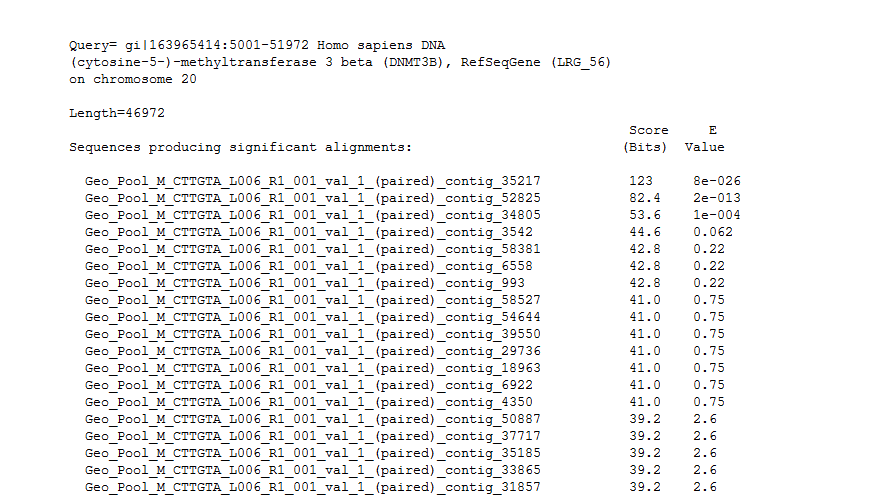 Query= gi|163965414:5001-51972 Homo sapiens DNA
(cytosine-5-)-methyltransferase 3 beta (DNMT3B), RefSeqGene (LRG_56)
on chromosome 20
Length=46972
Score E
Sequences producing significant alignments: (Bits) Value
Geo_Pool_M_CTTGTA_L006_R1_001_val_1_(paired)_contig_35217 123 8e-026
Geo_Pool_M_CTTGTA_L006_R1_001_val_1_(paired)_contig_52825 82.4 2e-013
Geo_Pool_M_CTTGTA_L006_R1_001_val_1_(paired)_contig_34805 53.6 1e-004
Geo_Pool_M_CTTGTA_L006_R1_001_val_1_(paired)_contig_3542 44.6 0.062
Geo_Pool_M_CTTGTA_L006_R1_001_val_1_(paired)_contig_58381 42.8 0.22
Geo_Pool_M_CTTGTA_L006_R1_001_val_1_(paired)_contig_6558 42.8 0.22
Geo_Pool_M_CTTGTA_L006_R1_001_val_1_(paired)_contig_993 42.8 0.22
Geo_Pool_M_CTTGTA_L006_R1_001_val_1_(paired)_contig_58527 41.0 0.75
Geo_Pool_M_CTTGTA_L006_R1_001_val_1_(paired)_contig_54644 41.0 0.75
Geo_Pool_M_CTTGTA_L006_R1_001_val_1_(paired)_contig_39550 41.0 0.75
Geo_Pool_M_CTTGTA_L006_R1_001_val_1_(paired)_contig_29736 41.0 0.75
Geo_Pool_M_CTTGTA_L006_R1_001_val_1_(paired)_contig_18963 41.0 0.75
Geo_Pool_M_CTTGTA_L006_R1_001_val_1_(paired)_contig_6922 41.0 0.75
Geo_Pool_M_CTTGTA_L006_R1_001_val_1_(paired)_contig_4350 41.0 0.75
Geo_Pool_M_CTTGTA_L006_R1_001_val_1_(paired)_contig_50887 39.2 2.6
Geo_Pool_M_CTTGTA_L006_R1_001_val_1_(paired)_contig_37717 39.2 2.6
Geo_Pool_M_CTTGTA_L006_R1_001_val_1_(paired)_contig_35185 39.2 2.6
Geo_Pool_M_CTTGTA_L006_R1_001_val_1_(paired)_contig_33865 39.2 2.6
Geo_Pool_M_CTTGTA_L006_R1_001_val_1_(paired)_contig_31857 39.2 2.6